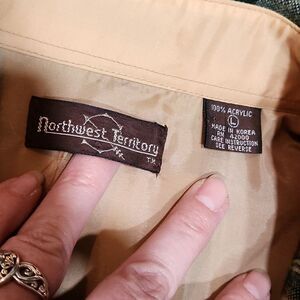 Northwest Territory
T.M.
100% ACRYLIC
L
MADE IN KOREA
RN 42000
CARE INSTRUCTION
SEE REVERSE